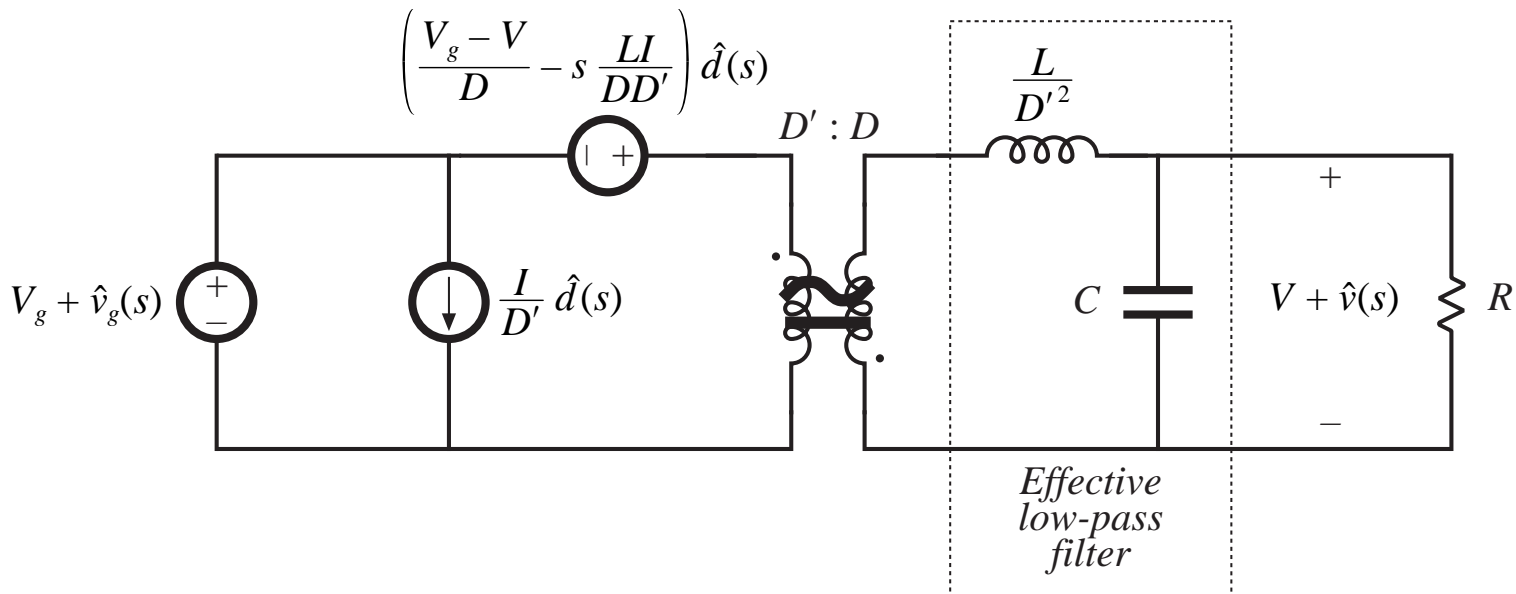 ( (V_g – V)/D – s LI/(DD′) ) d̂(s)
L/D′²
D′ : D
+
V_g + v̂_g(s)
+
–
I/D′ d̂(s)
C
V + v̂(s)
R
–
| +
Effective
low-pass
filter